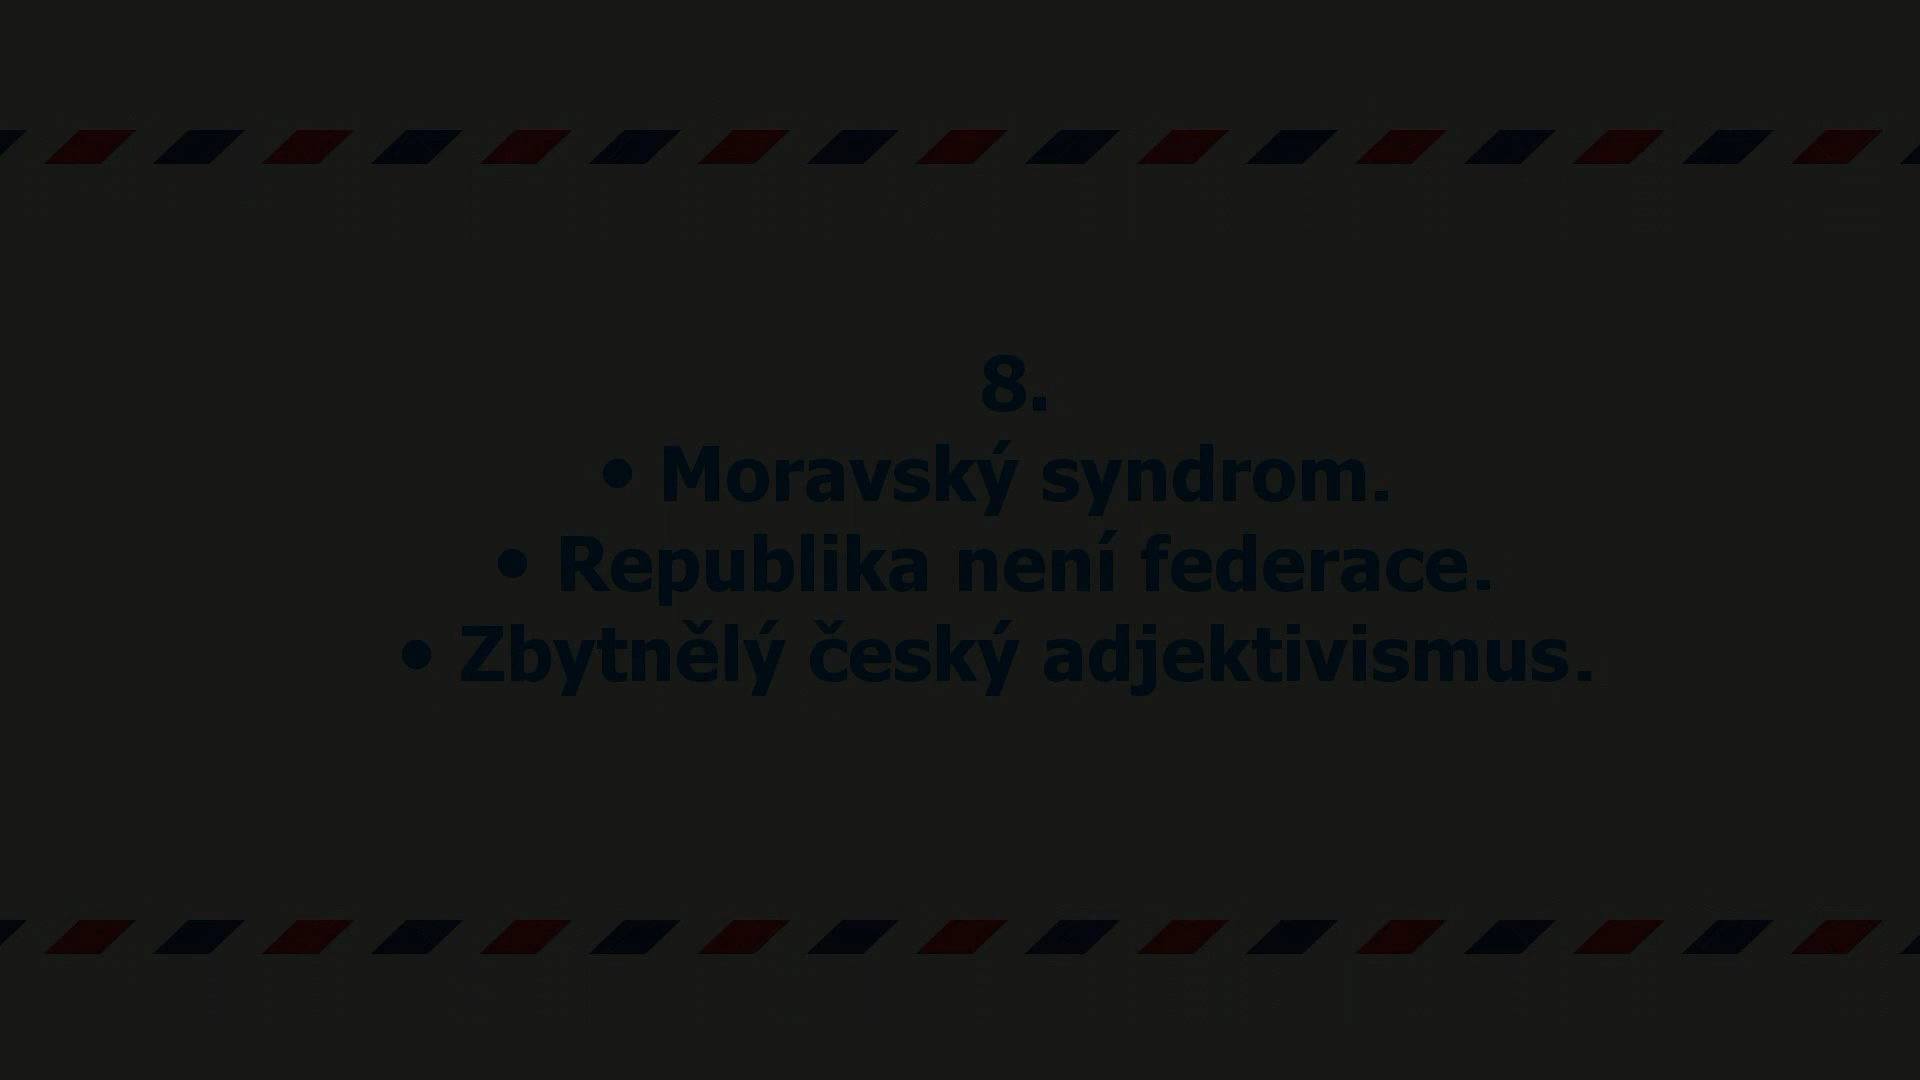 8.
• Moravský syndrom.
• Republika není federace.
• Zbytnělý český adjektivismus.